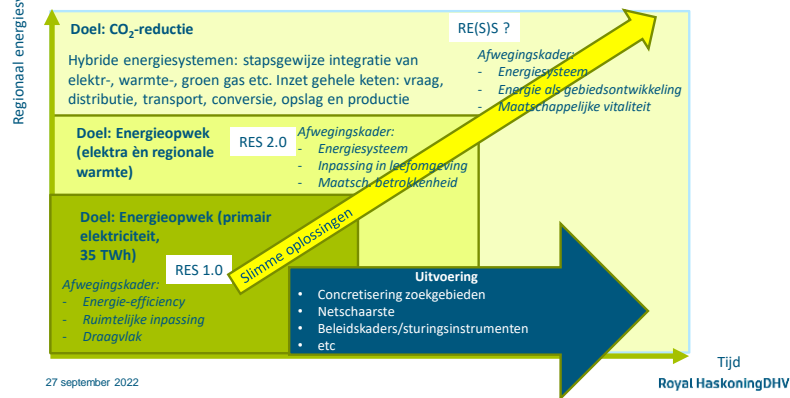 Regionaal
Doel: CO₂-reductie
RE(S)S ?
Hybride energiesystemen: stapsgewijze integratie van
elektr-, warmte-, groen gas etc. Inzet gehele keten: vraag,
distributie, transport, conversie, opslag en productie
Afwegingskader:
- Energiesysteem
- Energie als gebiedsontwikkeling
- Maatschappelijke vitaliteit
Doel: Energieopwek
(elektra èn regionale
warmte)
RES 2.0
Afwegingskader:
- Energiesysteem
- Inpassing in leefomgeving
- Maatsch. betrokkenheid
Doel: Energieopwek (primair
elektriciteit,
35 TWh)
RES 1.0
Afwegingskader:
- Energie-efficiency
- Ruimtelijke inpassing
- Draagvlak
Slimme oplossingen
Uitvoering
• Concretisering zoekgebieden
• Netschaarste
• Beleidskaders/sturingsinstrumenten
• etc
Tijd
27 september 2022
Royal HaskoningDHV